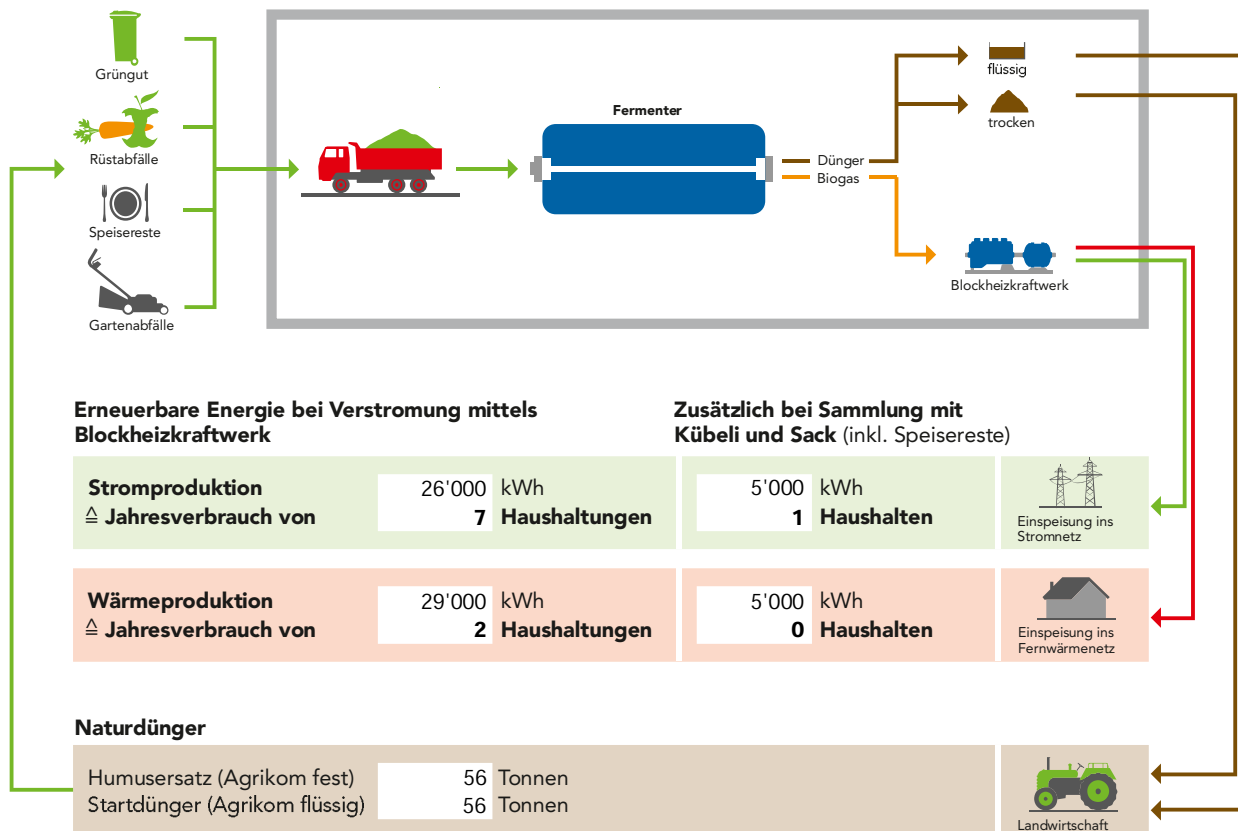 Grüngut
Rüstabfälle
Speisereste
Gartenabfälle
Fermenter
Dünger
Biogas
flüssig
trocken
Blockheizkraftwerk
Erneuerbare Energie bei Verstromung mittels
Blockheizkraftwerk
Zusätzlich bei Sammlung mit
Kübeli und Sack (inkl. Speisereste)
Stromproduktion 26'000 kWh 5'000 kWh
≙ Jahresverbrauch von 7 Haushaltungen 1 Haushalten
Einspeisung ins
Stromnetz
Wärmeproduktion 29'000 kWh 5'000 kWh
≙ Jahresverbrauch von 2 Haushaltungen 0 Haushalten
Einspeisung ins
Fernwärmenetz
Naturdünger
Humusersatz (Agrikom fest) 56 Tonnen
Startdünger (Agrikom flüssig) 56 Tonnen
Landwirtschaft